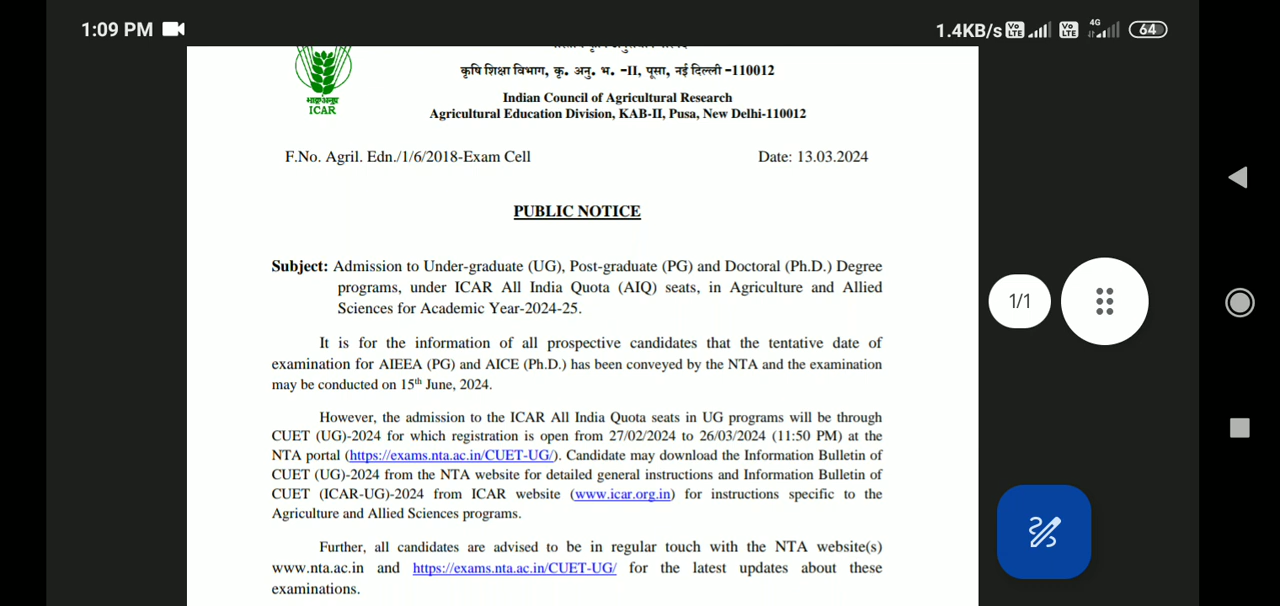 1:09 PM
1.4KB/s Vo LTE Vo LTE 4G 64
कृषि शिक्षा विभाग, कृ. अनु. भ. -II, पूसा, नई दिल्ली -110012
भाकृअनुप
ICAR
Indian Council of Agricultural Research
Agricultural Education Division, KAB-II, Pusa, New Delhi-110012
F.No. Agril. Edn./1/6/2018-Exam Cell Date: 13.03.2024
PUBLIC NOTICE
Subject: Admission to Under-graduate (UG), Post-graduate (PG) and Doctoral (Ph.D.) Degree
programs, under ICAR All India Quota (AIQ) seats, in Agriculture and Allied
Sciences for Academic Year-2024-25.
1/1
It is for the information of all prospective candidates that the tentative date of
examination for AIEEA (PG) and AICE (Ph.D.) has been conveyed by the NTA and the examination
may be conducted on 15th June, 2024.
However, the admission to the ICAR All India Quota seats in UG programs will be through
CUET (UG)-2024 for which registration is open from 27/02/2024 to 26/03/2024 (11:50 PM) at the
NTA portal (https://exams.nta.ac.in/CUET-UG/). Candidate may download the Information Bulletin of
CUET (UG)-2024 from the NTA website for detailed general instructions and Information Bulletin of
CUET (ICAR-UG)-2024 from ICAR website (www.icar.org.in) for instructions specific to the
Agriculture and Allied Sciences programs.
Further, all candidates are advised to be in regular touch with the NTA website(s)
www.nta.ac.in and https://exams.nta.ac.in/CUET-UG/ for the latest updates about these
examinations.